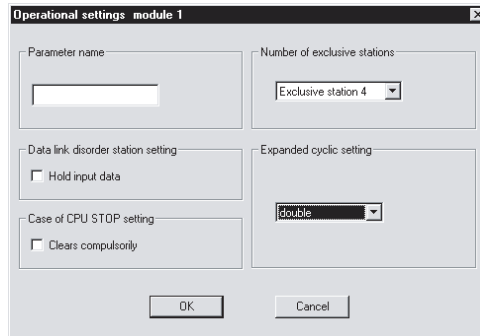 Operational settings module 1
Parameter name
Number of exclusive stations
Exclusive station 4
Data link disorder station setting
Hold input data
Expanded cyclic setting
double
Case of CPU STOP setting
Clears compulsorily
OK
Cancel